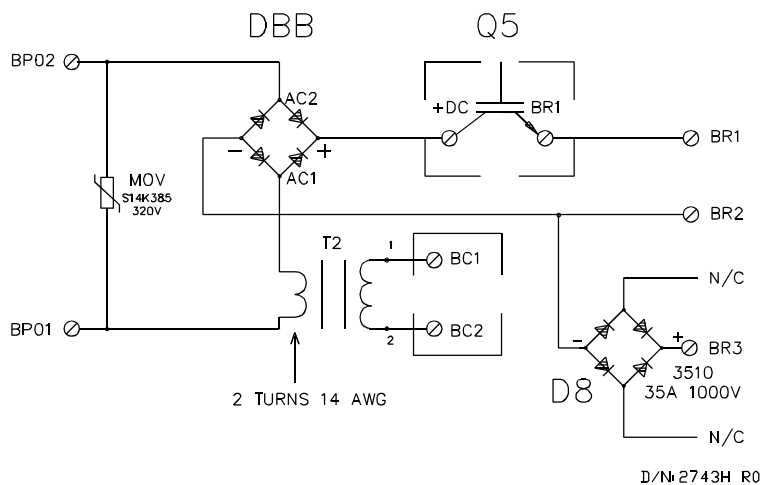 DBB
Q5
BP02
AC2
+DC
BR1
BR1
-
+
MOV
S14K385
320V
AC1
BR2
T2
1
BC1
N/C
BP01
BC2
2
-
+
BR3
3510
35A 1000V
D8
2 TURNS 14 AWG
N/C
D/N:2743H R0